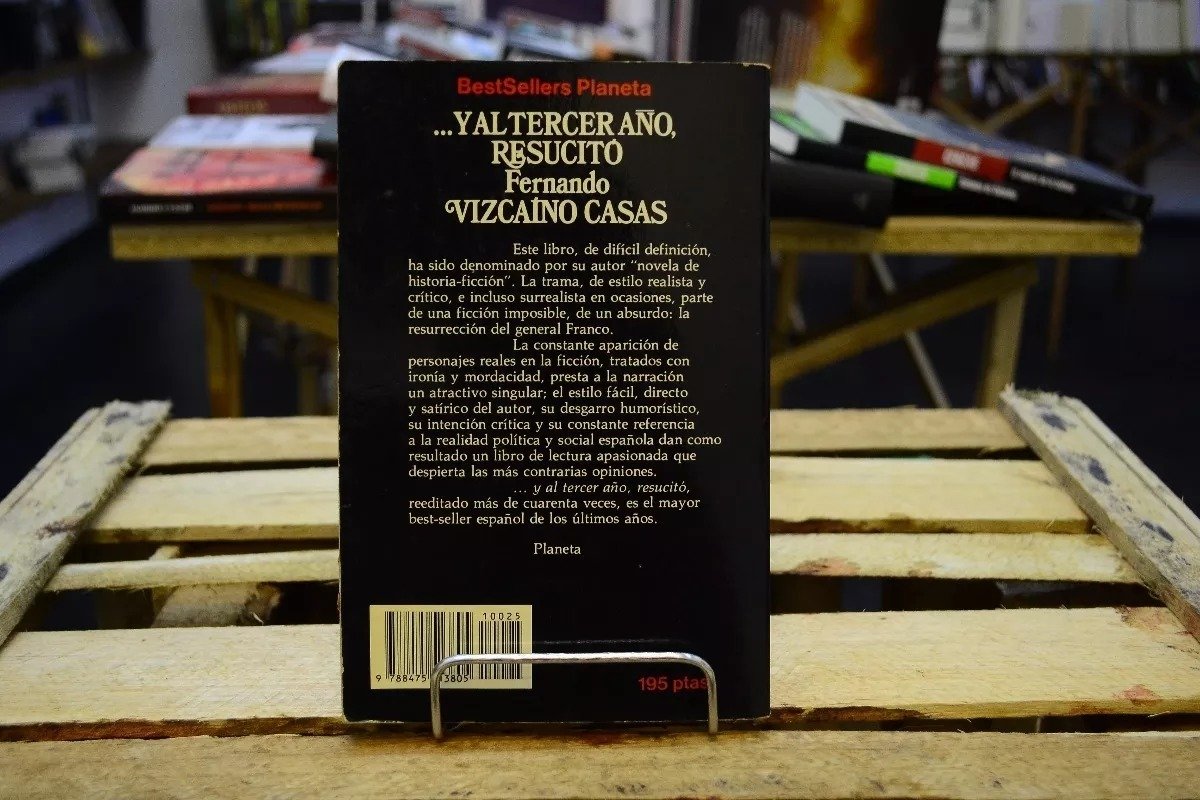 BestSellers Planeta
...Y AL TERCER AÑO,
RESUCITÓ
Fernando
VIZCAÍNO CASAS
Este libro, de difícil definición,
ha sido denominado por su autor “novela de
historia-ficción”. La trama, de estilo realista y
crítico, e incluso surrealista en ocasiones, parte
de una ficción imposible, de un absurdo: la
resurrección del general Franco.
La constante aparición de
personajes reales en la ficción, tratados con
ironía y mordacidad, presta a la narración
un atractivo singular; el estilo fácil, directo
y satírico del autor, su desgarro humorístico,
su intención crítica y su constante referencia
a la realidad política y social española dan como
resultado un libro de lectura apasionada que
despierta las más contrarias opiniones.
... y al tercer año, resucitó,
reeditado más de cuarenta veces, es el mayor
best-seller español de los últimos años.
Planeta
10025
9 788475 3805
195 ptas